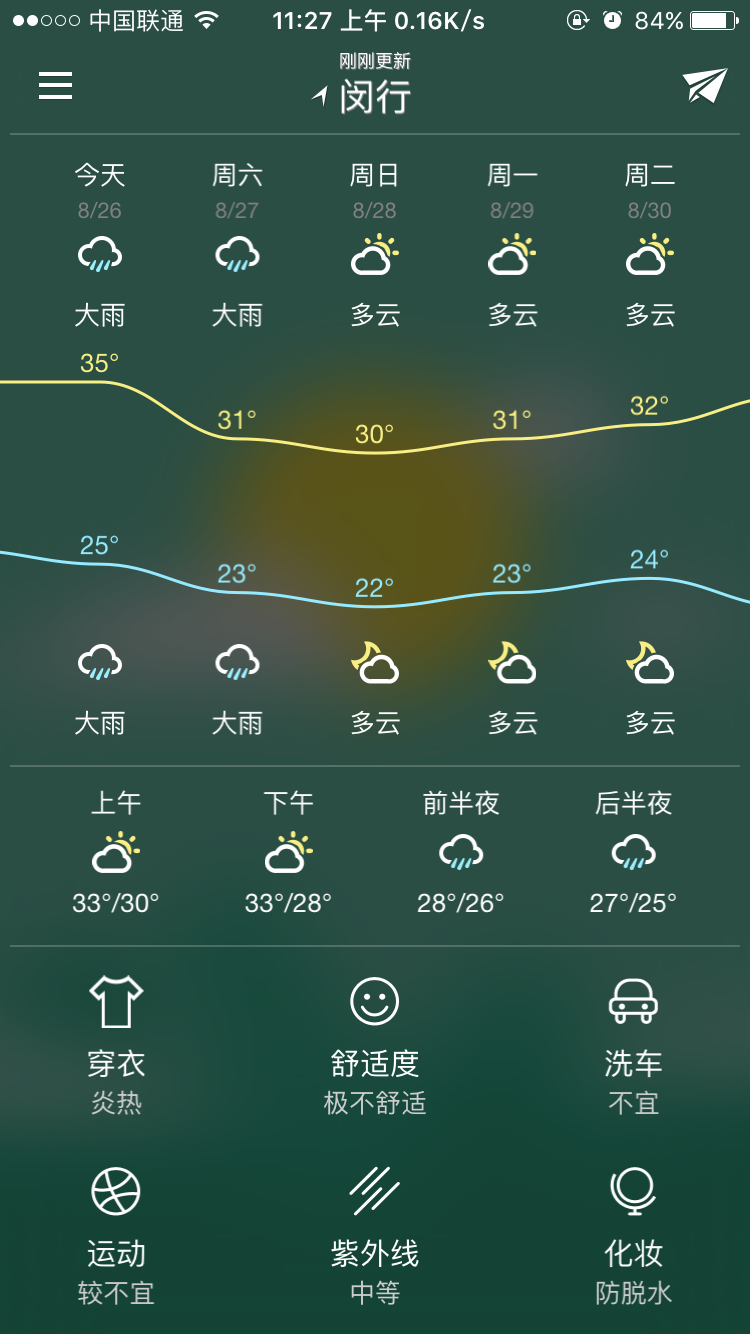 中国联通 11:27 上午 0.16K/s 84%
刚刚更新
闵行
今天 周六 周日 周一 周二
8/26 8/27 8/28 8/29 8/30
大雨 大雨 多云 多云 多云
35° 31° 30° 31° 32°
25° 23° 22° 23° 24°
大雨 大雨 多云 多云 多云
上午 下午 前半夜 后半夜
33°/30° 33°/28° 28°/26° 27°/25°
穿衣 舒适度 洗车
炎热 极不舒适 不宜
运动 紫外线 化妆
较不宜 中等 防脱水